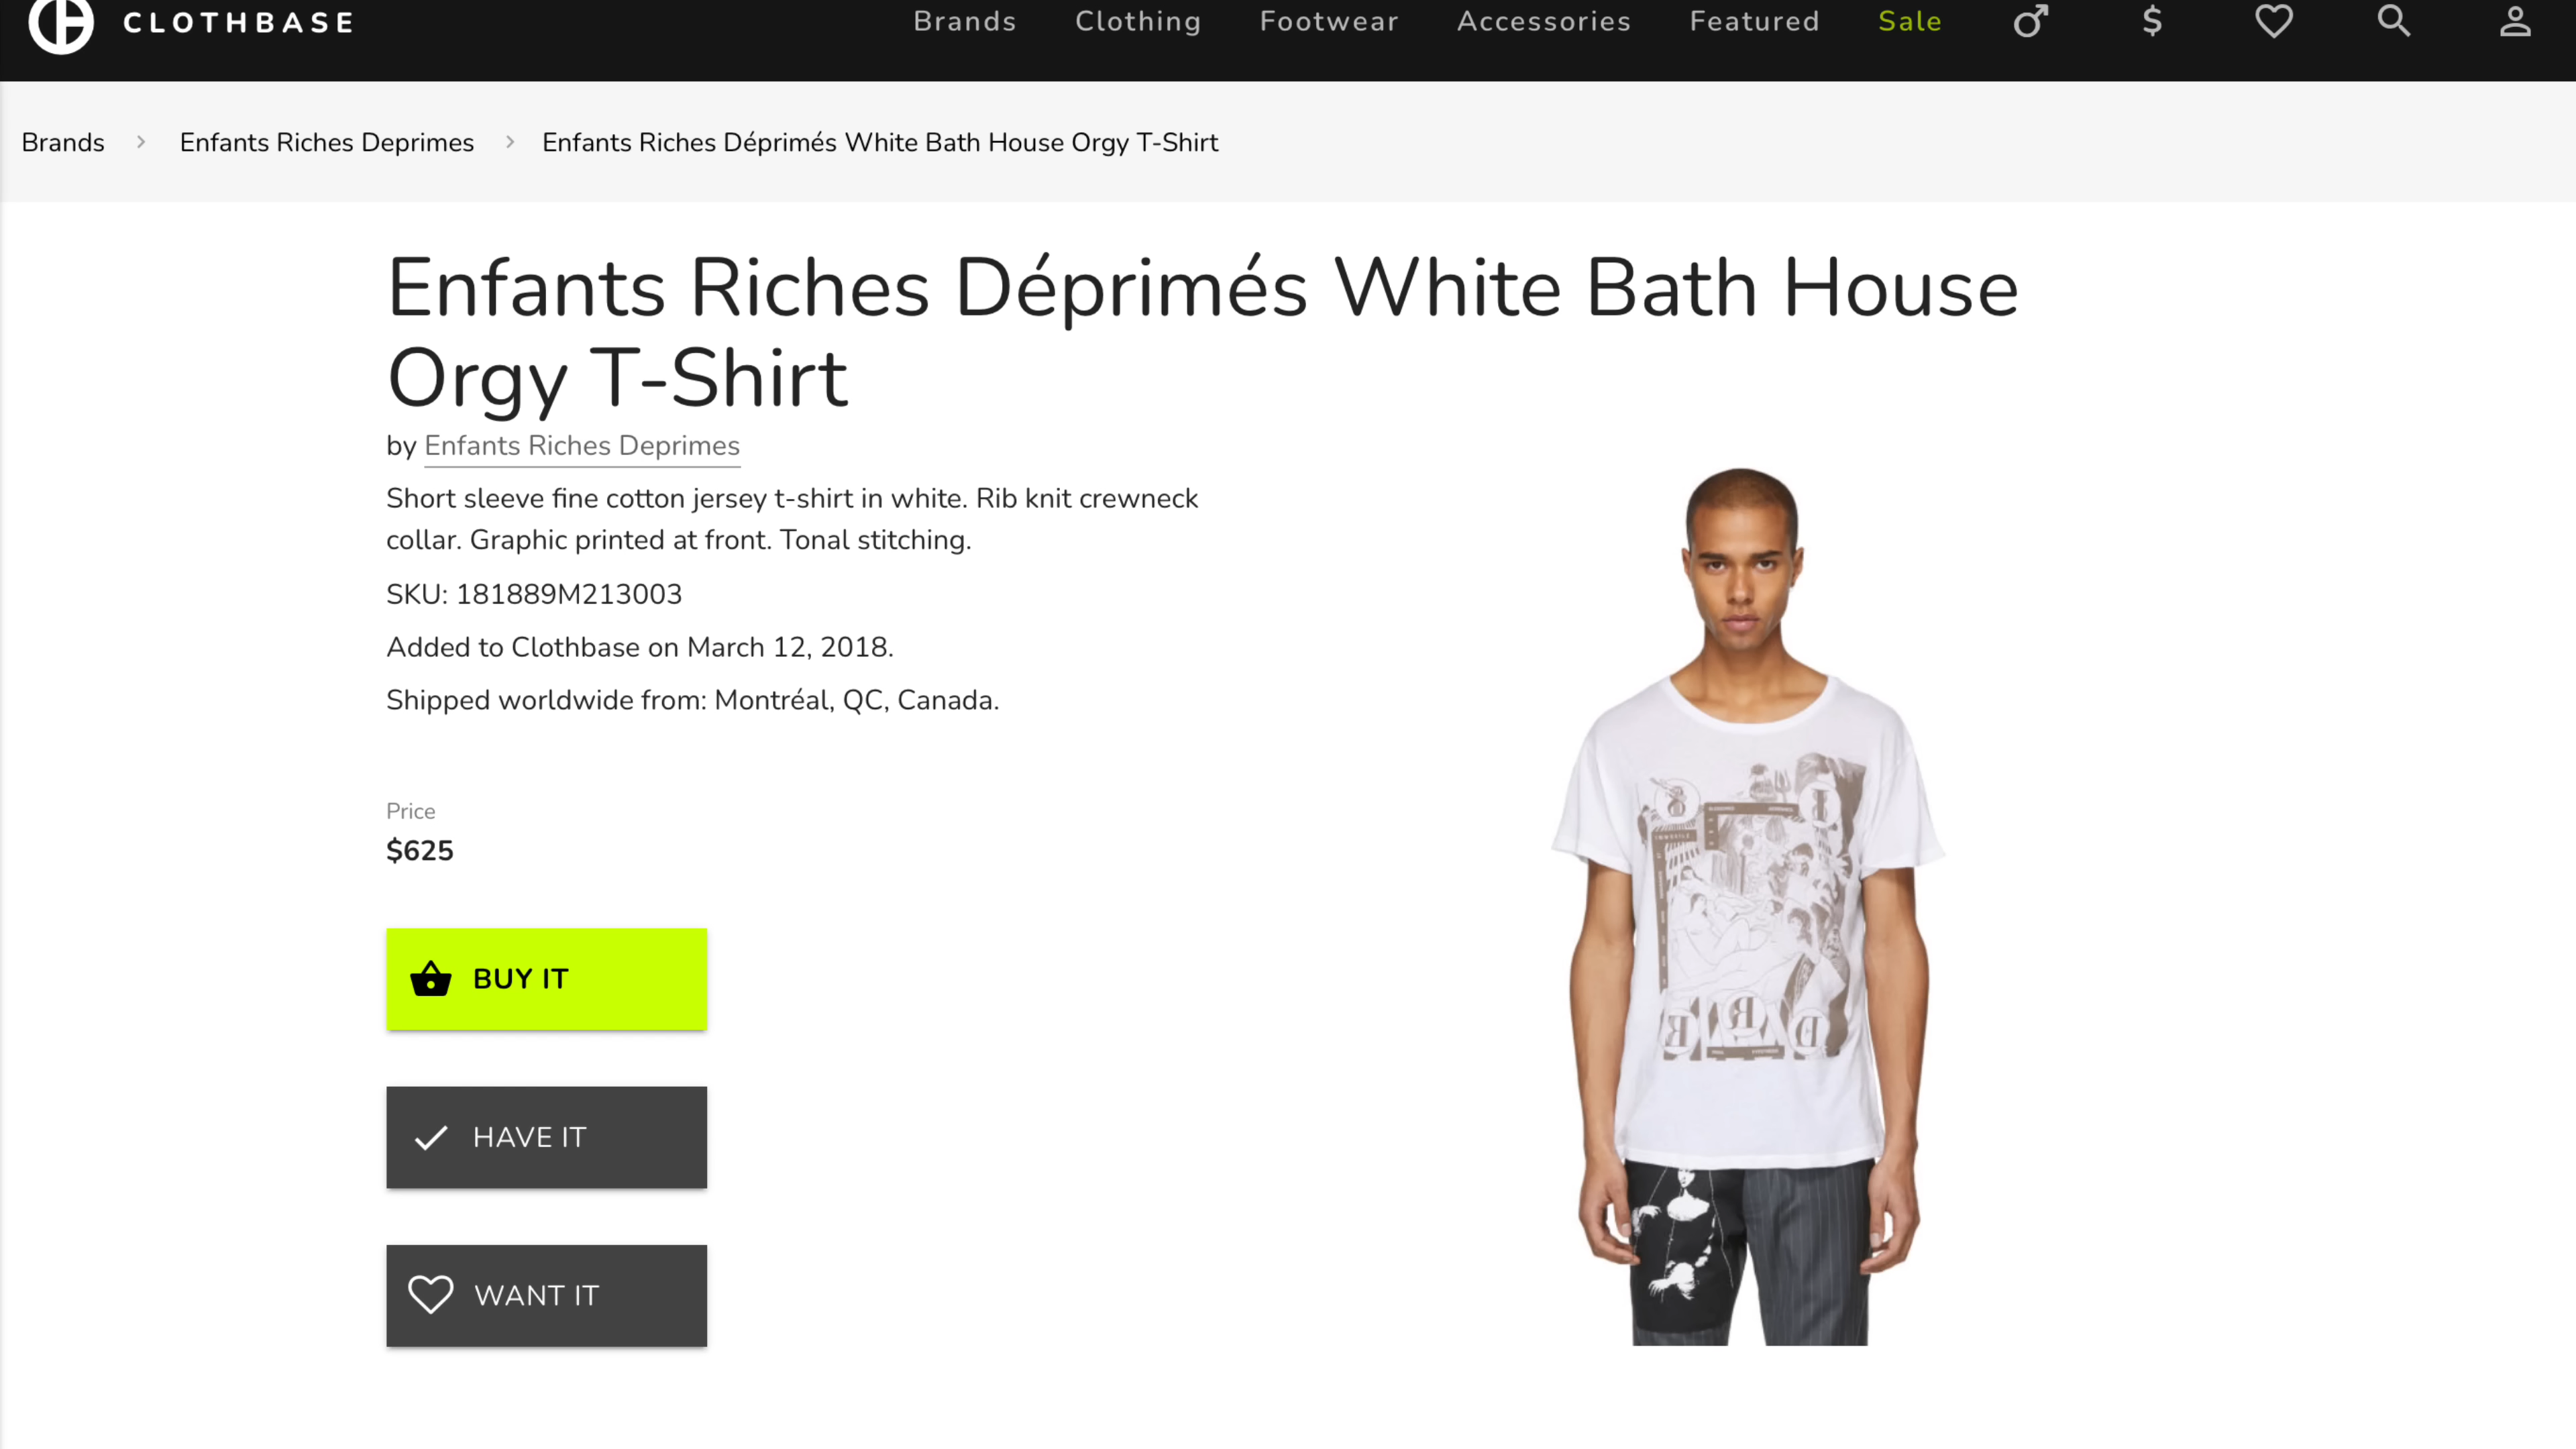 CLOTHBASE
Brands Clothing Footwear Accessories Featured Sale $
Brands > Enfants Riches Deprimes > Enfants Riches Déprimés White Bath House Orgy T-Shirt
Enfants Riches Déprimés White Bath House
Orgy T-Shirt
by Enfants Riches Deprimes
Short sleeve fine cotton jersey t-shirt in white. Rib knit crewneck
collar. Graphic printed at front. Tonal stitching.
SKU: 181889M213003
Added to Clothbase on March 12, 2018.
Shipped worldwide from: Montréal, QC, Canada.
Price
$625
BUY IT
HAVE IT
WANT IT